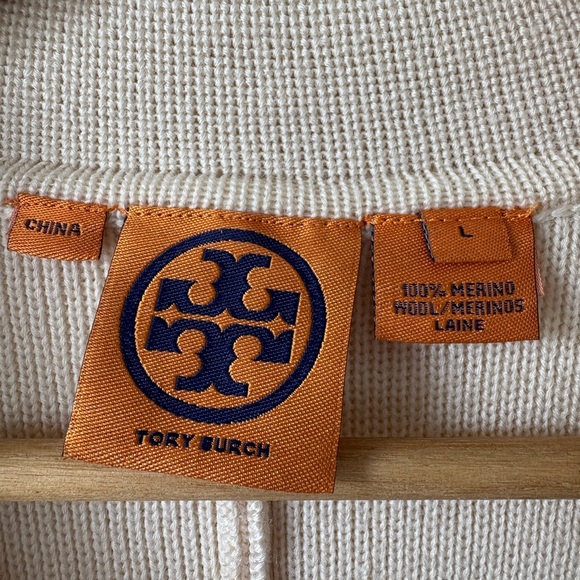 CHINA
TORY BURCH
L
100% MERINO
WOOL/MERINOS
LAINE